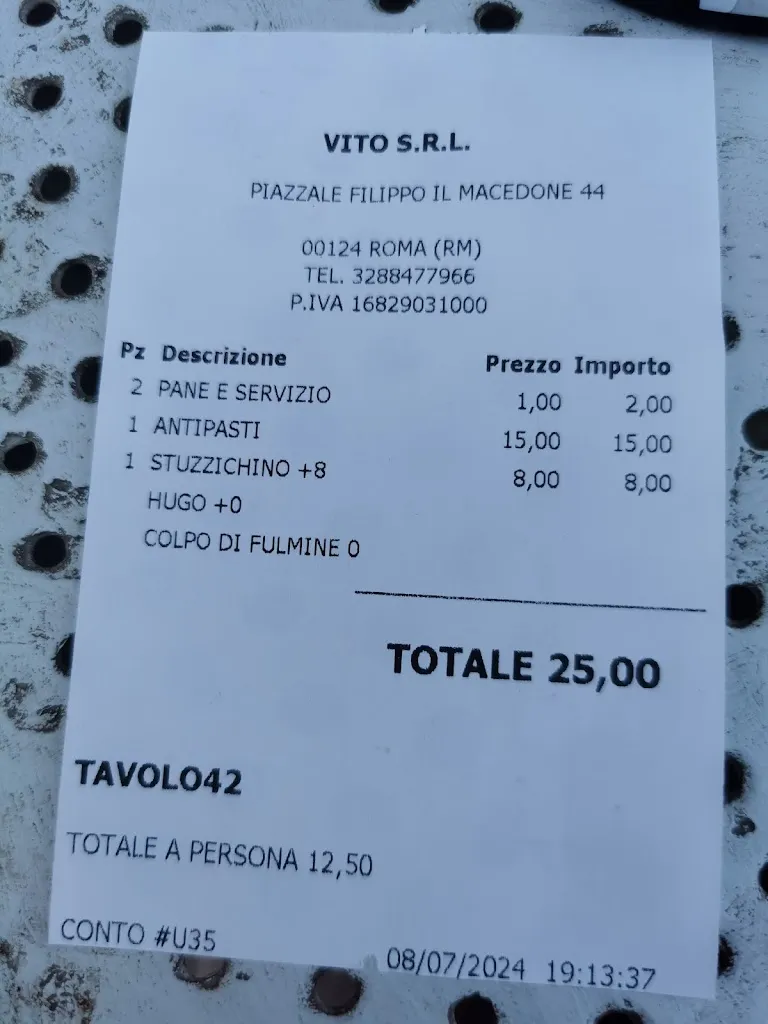 VITO S.R.L.
PIAZZALE FILIPPO IL MACEDONE 44
00124 ROMA (RM)
TEL. 3288477966
P.IVA 16829031000
Pz Descrizione Prezzo Importo
2 PANE E SERVIZIO 1,00 2,00
1 ANTIPASTI 15,00 15,00
1 STUZZICHINO +8 8,00 8,00
HUGO +0
COLPO DI FULMINE 0
TOTALE 25,00
TAVOLO42
TOTALE A PERSONA 12,50
CONTO #U35 08/07/2024 19:13:37